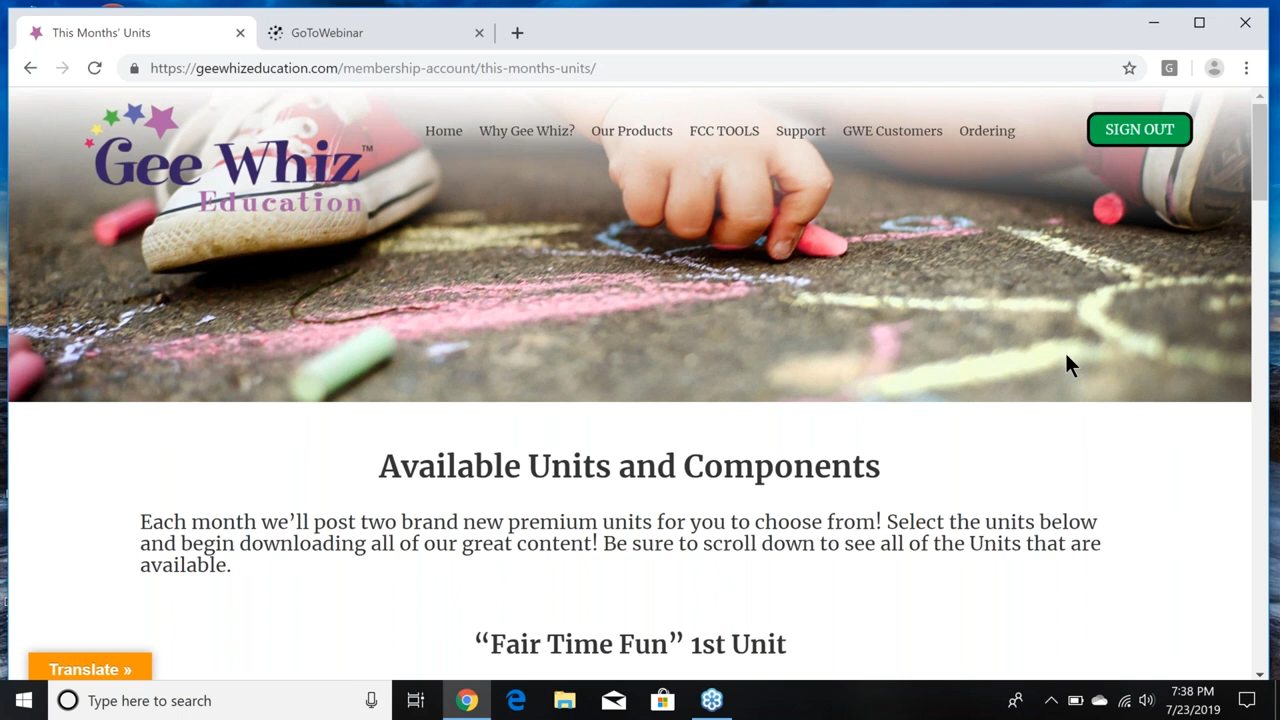 This Months' Units
GoToWebinar
https://geewhizeducation.com/membership-account/this-months-units/
G
Gee Whiz™
Education
Home
Why Gee Whiz?
Our Products
FCC TOOLS
Support
GWE Customers
Ordering
SIGN OUT
Available Units and Components
Each month we'll post two brand new premium units for you to choose from! Select the units below
and begin downloading all of our great content! Be sure to scroll down to see all of the Units that are
available.
“Fair Time Fun” 1st Unit
Translate »
Type here to search
7:38 PM
7/23/2019